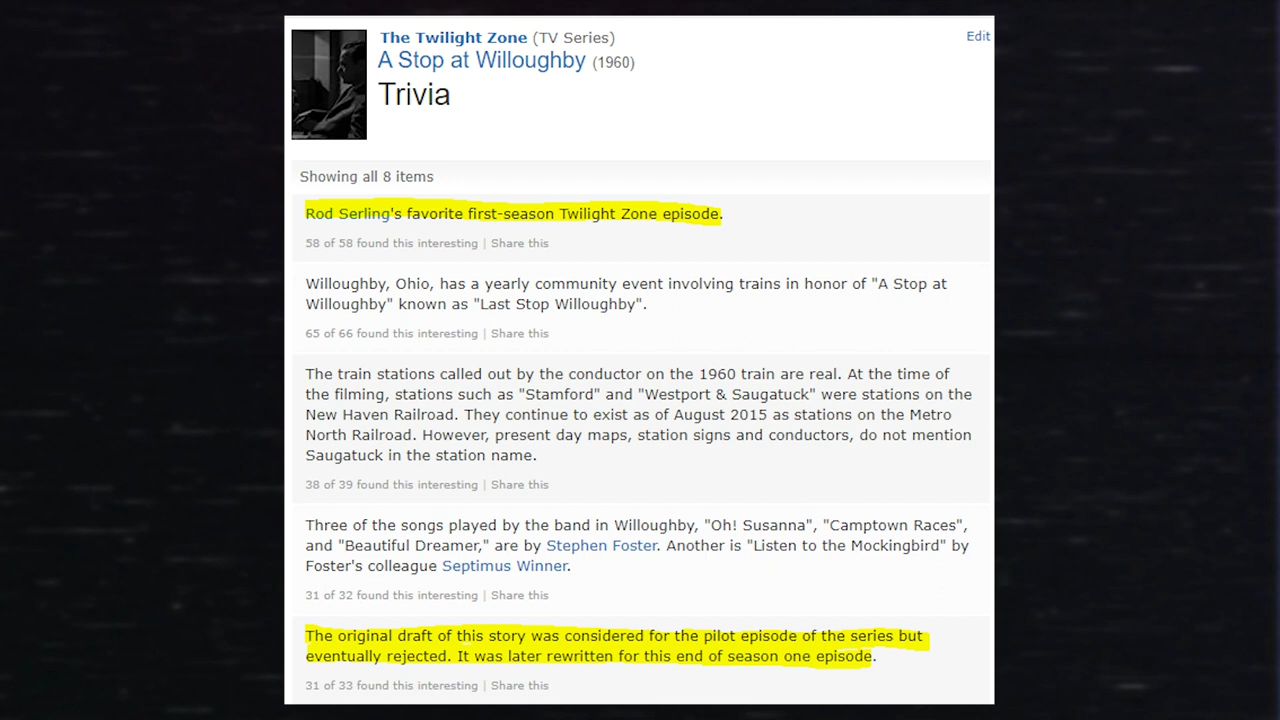 The Twilight Zone (TV Series)
Edit
A Stop at Willoughby (1960)
Trivia
Showing all 8 items
Rod Serling's favorite first-season Twilight Zone episode.
58 of 58 found this interesting | Share this
Willoughby, Ohio, has a yearly community event involving trains in honor of "A Stop at
Willoughby" known as "Last Stop Willoughby".
65 of 66 found this interesting | Share this
The train stations called out by the conductor on the 1960 train are real. At the time of
the filming, stations such as "Stamford" and "Westport & Saugatuck" were stations on the
New Haven Railroad. They continue to exist as of August 2015 as stations on the Metro
North Railroad. However, present day maps, station signs and conductors, do not mention
Saugatuck in the station name.
38 of 39 found this interesting | Share this
Three of the songs played by the band in Willoughby, "Oh! Susanna", "Camptown Races",
and "Beautiful Dreamer," are by Stephen Foster. Another is "Listen to the Mockingbird" by
Foster's colleague Septimus Winner.
31 of 32 found this interesting | Share this
The original draft of this story was considered for the pilot episode of the series but
eventually rejected. It was later rewritten for this end of season one episode.
31 of 33 found this interesting | Share this